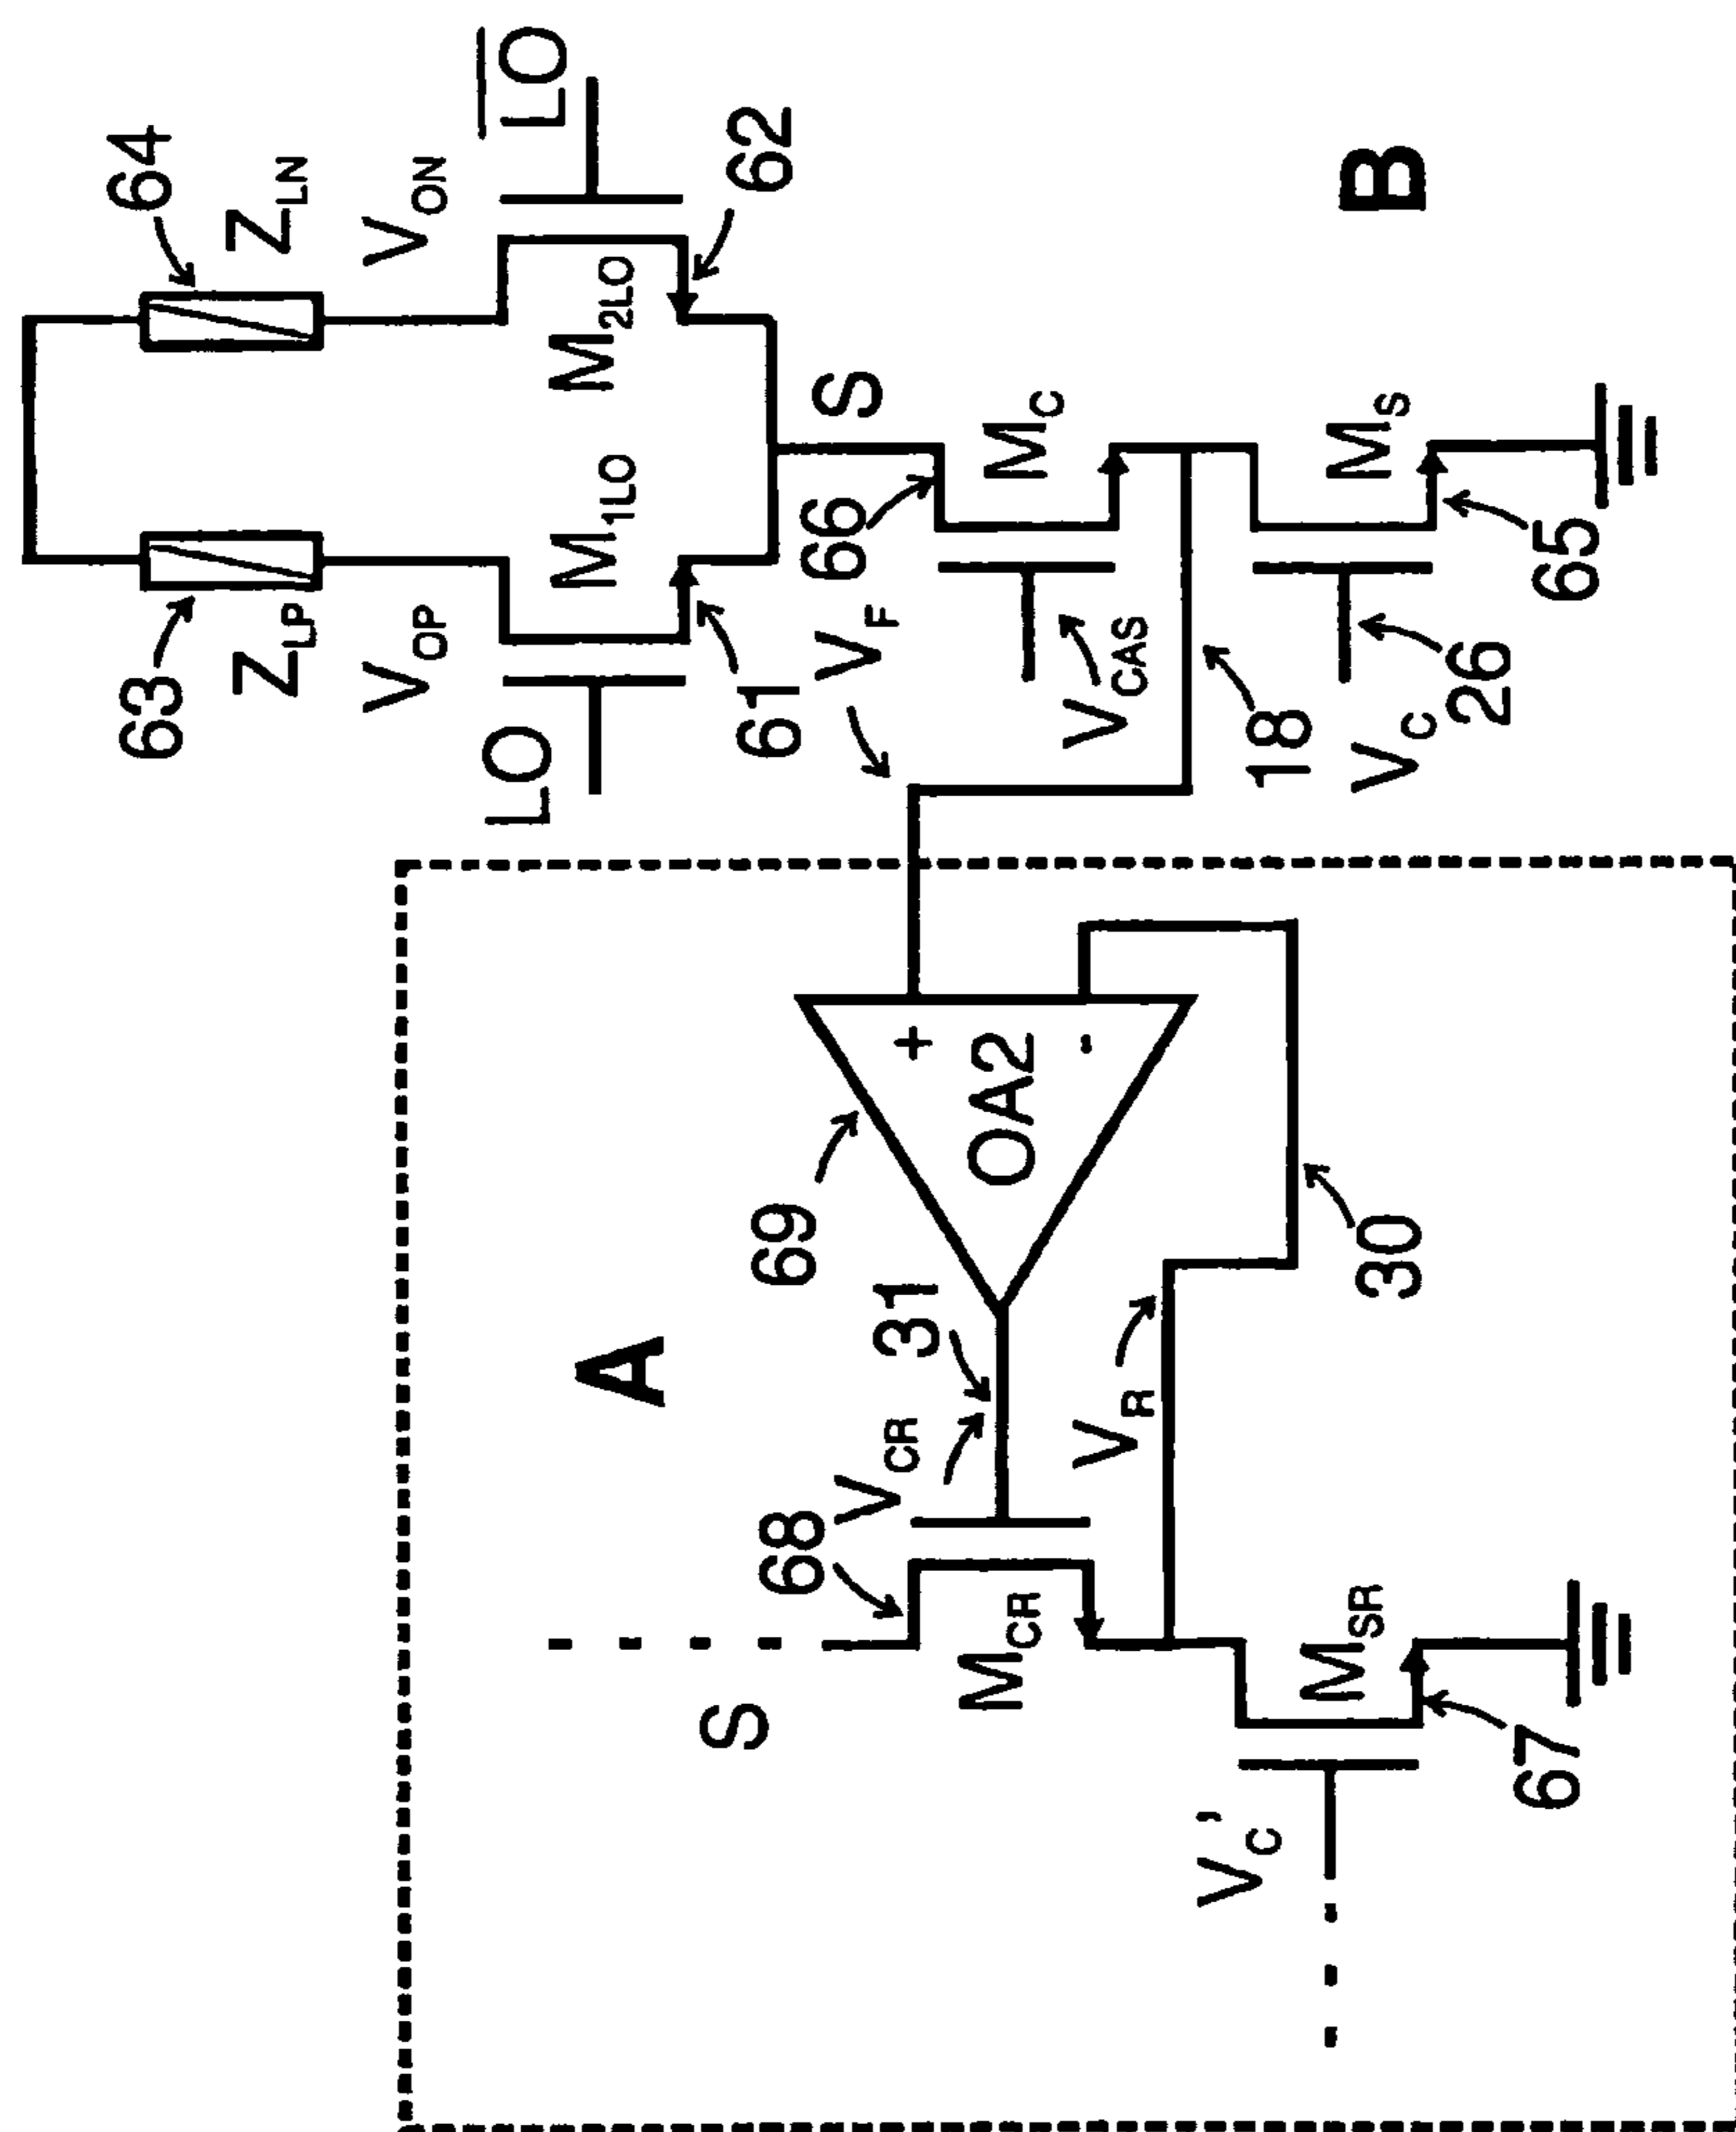 64
Z_LN
63
Z_LP
V_ON
V_OP
LO
L̅O̅
M_1LO
M_2LO
62
61
S
V_F
66
M_C
V_CAS
18
M_S
V_C
26
65
B
A
69
+
-
OA2
31
V_CR
68
S
M_CR
V_R
30
M_SR
V_C'
67